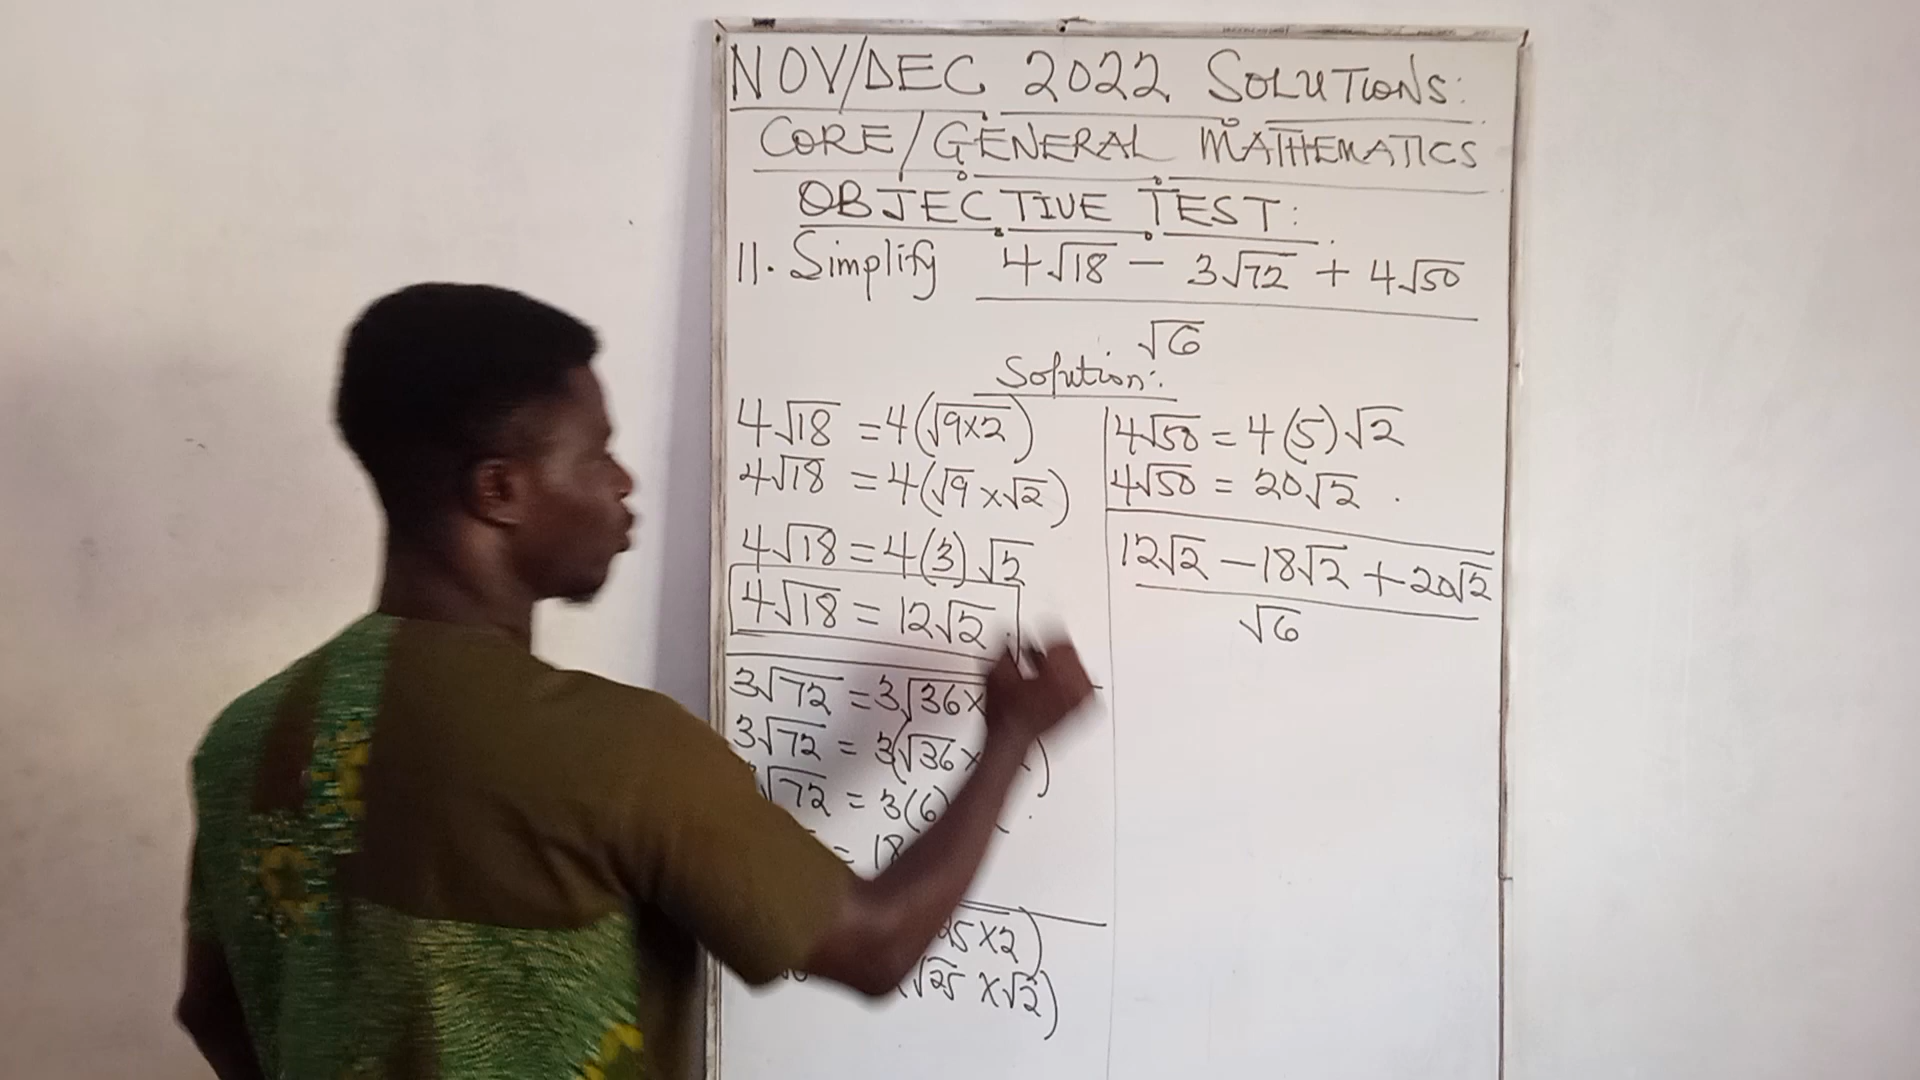 NOV/DEC 2022 SOLUTIONS:
CORE/GENERAL MATHEMATICS
OBJECTIVE TEST:
11. Simplify 4√18 - 3√72 + 4√50
√6
Solution:
4√18 = 4(√9×2)
4√18 = 4(√9 × √2)
4√18 = 4(3)√2
4√18 = 12√2
3√72 = 3√36×
3√72 = 3(√36× )
√72 = 3(6)
= 18
25×2)
√25 × √2)
4√50 = 4(5)√2
4√50 = 20√2.
12√2 - 18√2 + 20√2
√6